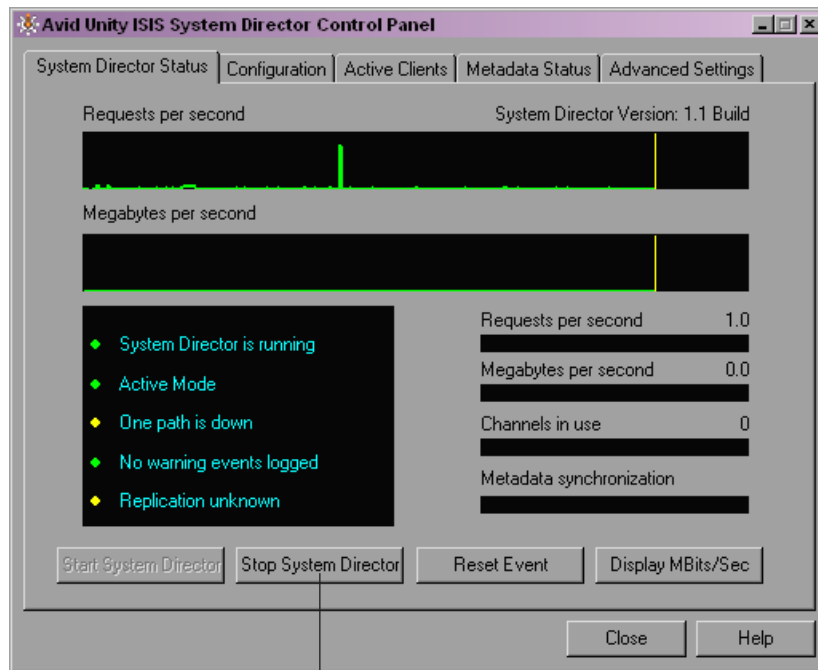 Avid Unity ISIS System Director Control Panel
System Director Status Configuration Active Clients Metadata Status Advanced Settings
Requests per second System Director Version: 1.1 Build
Megabytes per second
System Director is running
Active Mode
One path is down
No warning events logged
Replication unknown
Requests per second 1.0
Megabytes per second 0.0
Channels in use 0
Metadata synchronization
Start System Director Stop System Director Reset Event Display MBits/Sec
Close Help